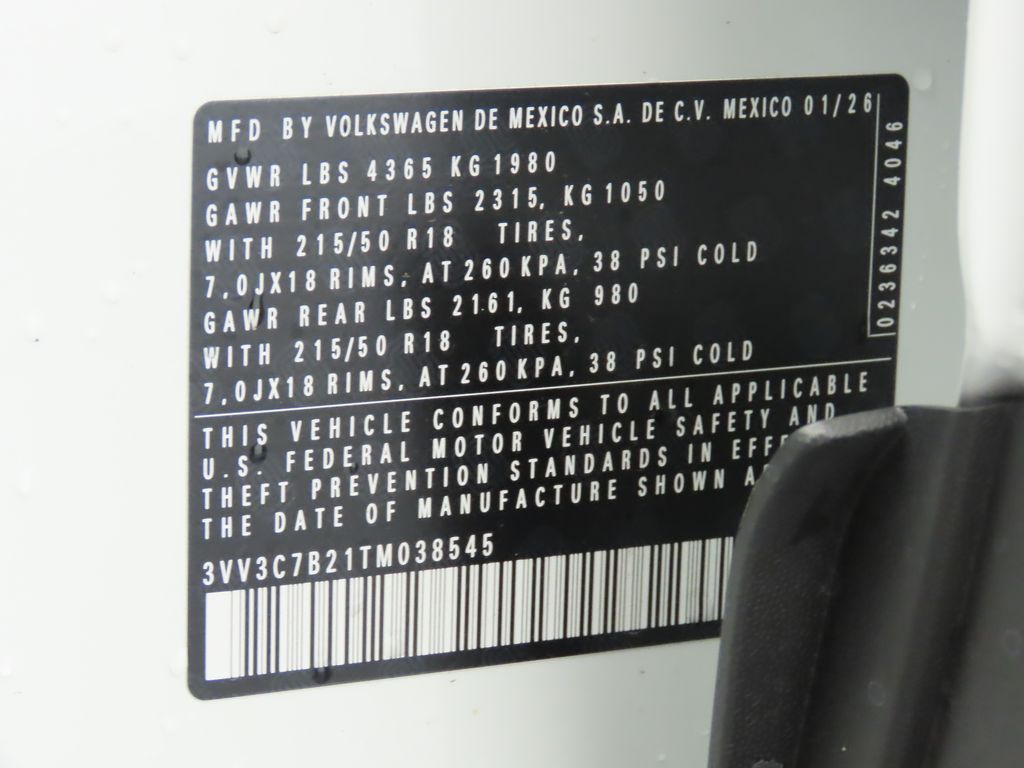 MFD BY VOLKSWAGEN DE MEXICO S.A. DE C.V. MEXICO 01/26
GVWR LBS 4365 KG 1980
GAWR FRONT LBS 2315, KG 1050
WITH 215/50 R18 TIRES,
7,0JX18 RIMS, AT 260 KPA, 38 PSI COLD
GAWR REAR LBS 2161, KG 980
WITH 215/50 R18 TIRES,
7,0JX18 RIMS, AT 260 KPA, 38 PSI COLD
0236342 4046
THIS VEHICLE CONFORMS TO ALL APPLICABLE
U.S. FEDERAL MOTOR VEHICLE SAFETY AND
THEFT PREVENTION STANDARDS IN
THE DATE OF MANUFACTURE SHOWN
3VV3C7B21TM038545